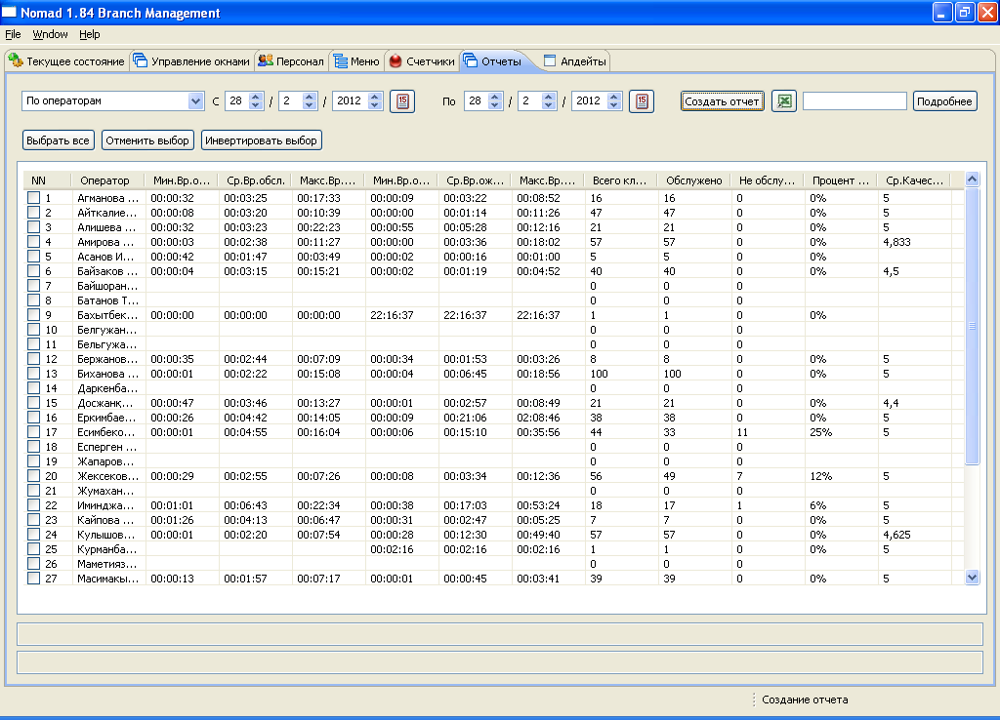 Nomad 1.84 Branch Management
File Wndow Help
Текущее состояние Управление окнами Персонал Меню Счетчики Отчеты Апдейты
По операторам С 28 / 2 / 2012 15 По 28 / 2 / 2012 15 Создать отчет Подробнее
Выбрать все Отменить выбор Инвертировать выбор
NN Оператор Мин.Вр.о... Ср.Вр.обсл. Макс.Вр.... Мин.Вр.о... Ср.Вр.ож... Макс.Вр.... Всего кл... Обслужено Не обслу... Процент ... Ср.Качес...
1 Агманова ... 00:00:32 00:03:25 00:17:33 00:00:09 00:03:22 00:08:52 16 16 0 0% 5
2 Айткалие... 00:00:08 00:03:20 00:10:39 00:00:00 00:01:14 00:11:26 47 47 0 0% 5
3 Алишева ... 00:00:32 00:03:23 00:22:23 00:00:55 00:05:28 00:12:16 21 21 0 0% 5
4 Амирова ... 00:00:03 00:02:38 00:11:27 00:00:00 00:03:36 00:18:02 57 57 0 0% 4,833
5 Асанов И... 00:00:42 00:01:47 00:03:49 00:00:02 00:00:16 00:01:00 5 5 0 0%
6 Байзаков ... 00:00:04 00:03:15 00:15:21 00:00:02 00:01:19 00:04:52 40 40 0 0% 4,5
7 Байшоран... 0 0 0
8 Батанов Т... 0 0 0
9 Бахытбек... 00:00:00 00:00:00 00:00:00 22:16:37 22:16:37 22:16:37 1 1 0 0%
10 Белгужан... 0 0 0
11 Бельгужа... 0 0 0
12 Бержанов... 00:00:35 00:02:44 00:07:09 00:00:34 00:01:53 00:03:26 8 8 0 0% 5
13 Биханова ... 00:00:01 00:02:22 00:15:08 00:00:04 00:06:45 00:18:56 100 100 0 0% 5
14 Даркенба... 0 0 0
15 Досжанқ... 00:00:47 00:03:46 00:13:27 00:00:01 00:02:57 00:08:49 21 21 0 0% 4,4
16 Еркимбае... 00:00:26 00:04:42 00:14:05 00:00:09 00:21:06 02:08:46 38 38 0 0% 5
17 Есимбеко... 00:00:01 00:04:55 00:16:04 00:00:06 00:15:10 00:35:56 44 33 11 25% 5
18 Есперген ... 0 0 0
19 Жапаров... 0 0 0
20 Жексеков... 00:00:29 00:02:55 00:07:26 00:00:08 00:03:34 00:12:36 56 49 7 12% 5
21 Жумахан... 0 0 0
22 Иминджа... 00:01:01 00:06:43 00:22:34 00:00:38 00:17:03 00:53:24 18 17 1 6% 5
23 Кайпова ... 00:01:26 00:04:13 00:06:47 00:00:31 00:02:47 00:05:25 7 7 0 0% 5
24 Кулышов... 00:00:01 00:02:20 00:07:54 00:00:28 00:12:30 00:49:40 57 57 0 0% 4,625
25 Курманба... 00:02:16 00:02:16 00:02:16 1 1 0 0% 5
26 Маметияз... 0 0 0
27 Масимакы... 00:00:13 00:01:57 00:07:17 00:00:01 00:00:45 00:03:41 39 39 0 0% 5
Создание отчета